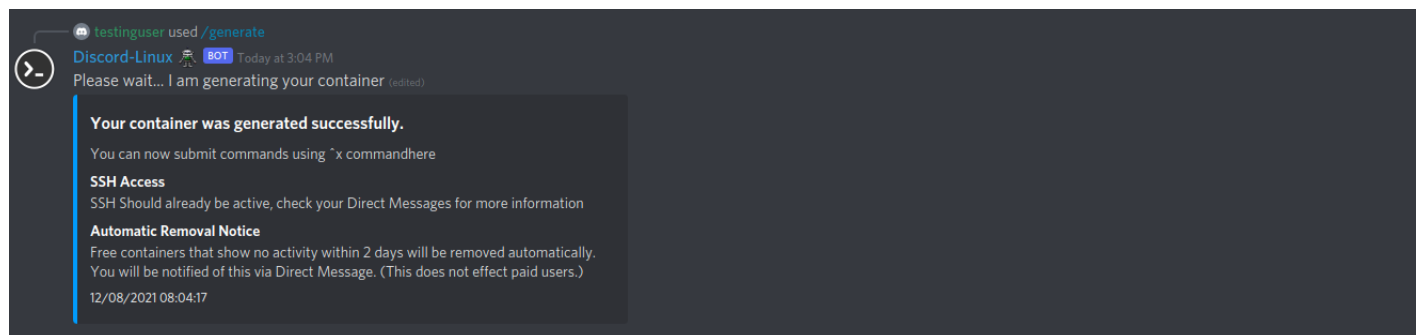 testinguser used /generate
Discord-Linux BOT Today at 3:04 PM
Please wait... I am generating your container (edited)
Your container was generated successfully.
You can now submit commands using ^x commandhere
SSH Access
SSH Should already be active, check your Direct Messages for more information
Automatic Removal Notice
Free containers that show no activity within 2 days will be removed automatically.
You will be notified of this via Direct Message. (This does not effect paid users.)
12/08/2021 08:04:17